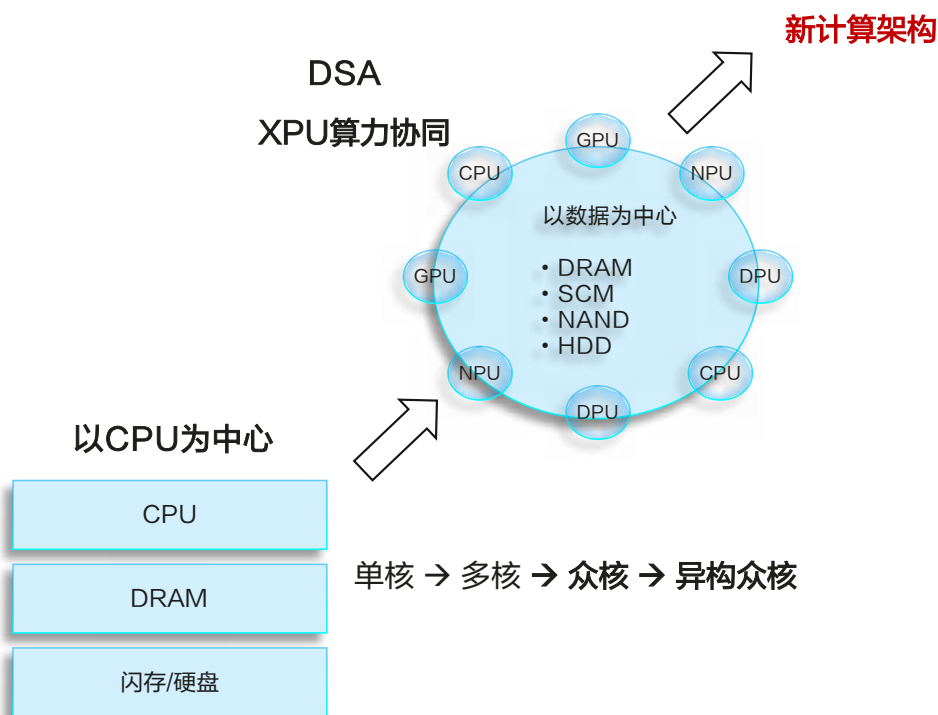 新计算架构
DSA
XPU算力协同
GPU
CPU
NPU
以数据为中心
GPU
DPU
• DRAM
• SCM
• NAND
• HDD
NPU
CPU
DPU
以CPU为中心
CPU
DRAM
闪存/硬盘
单核 → 多核 → 众核 → 异构众核